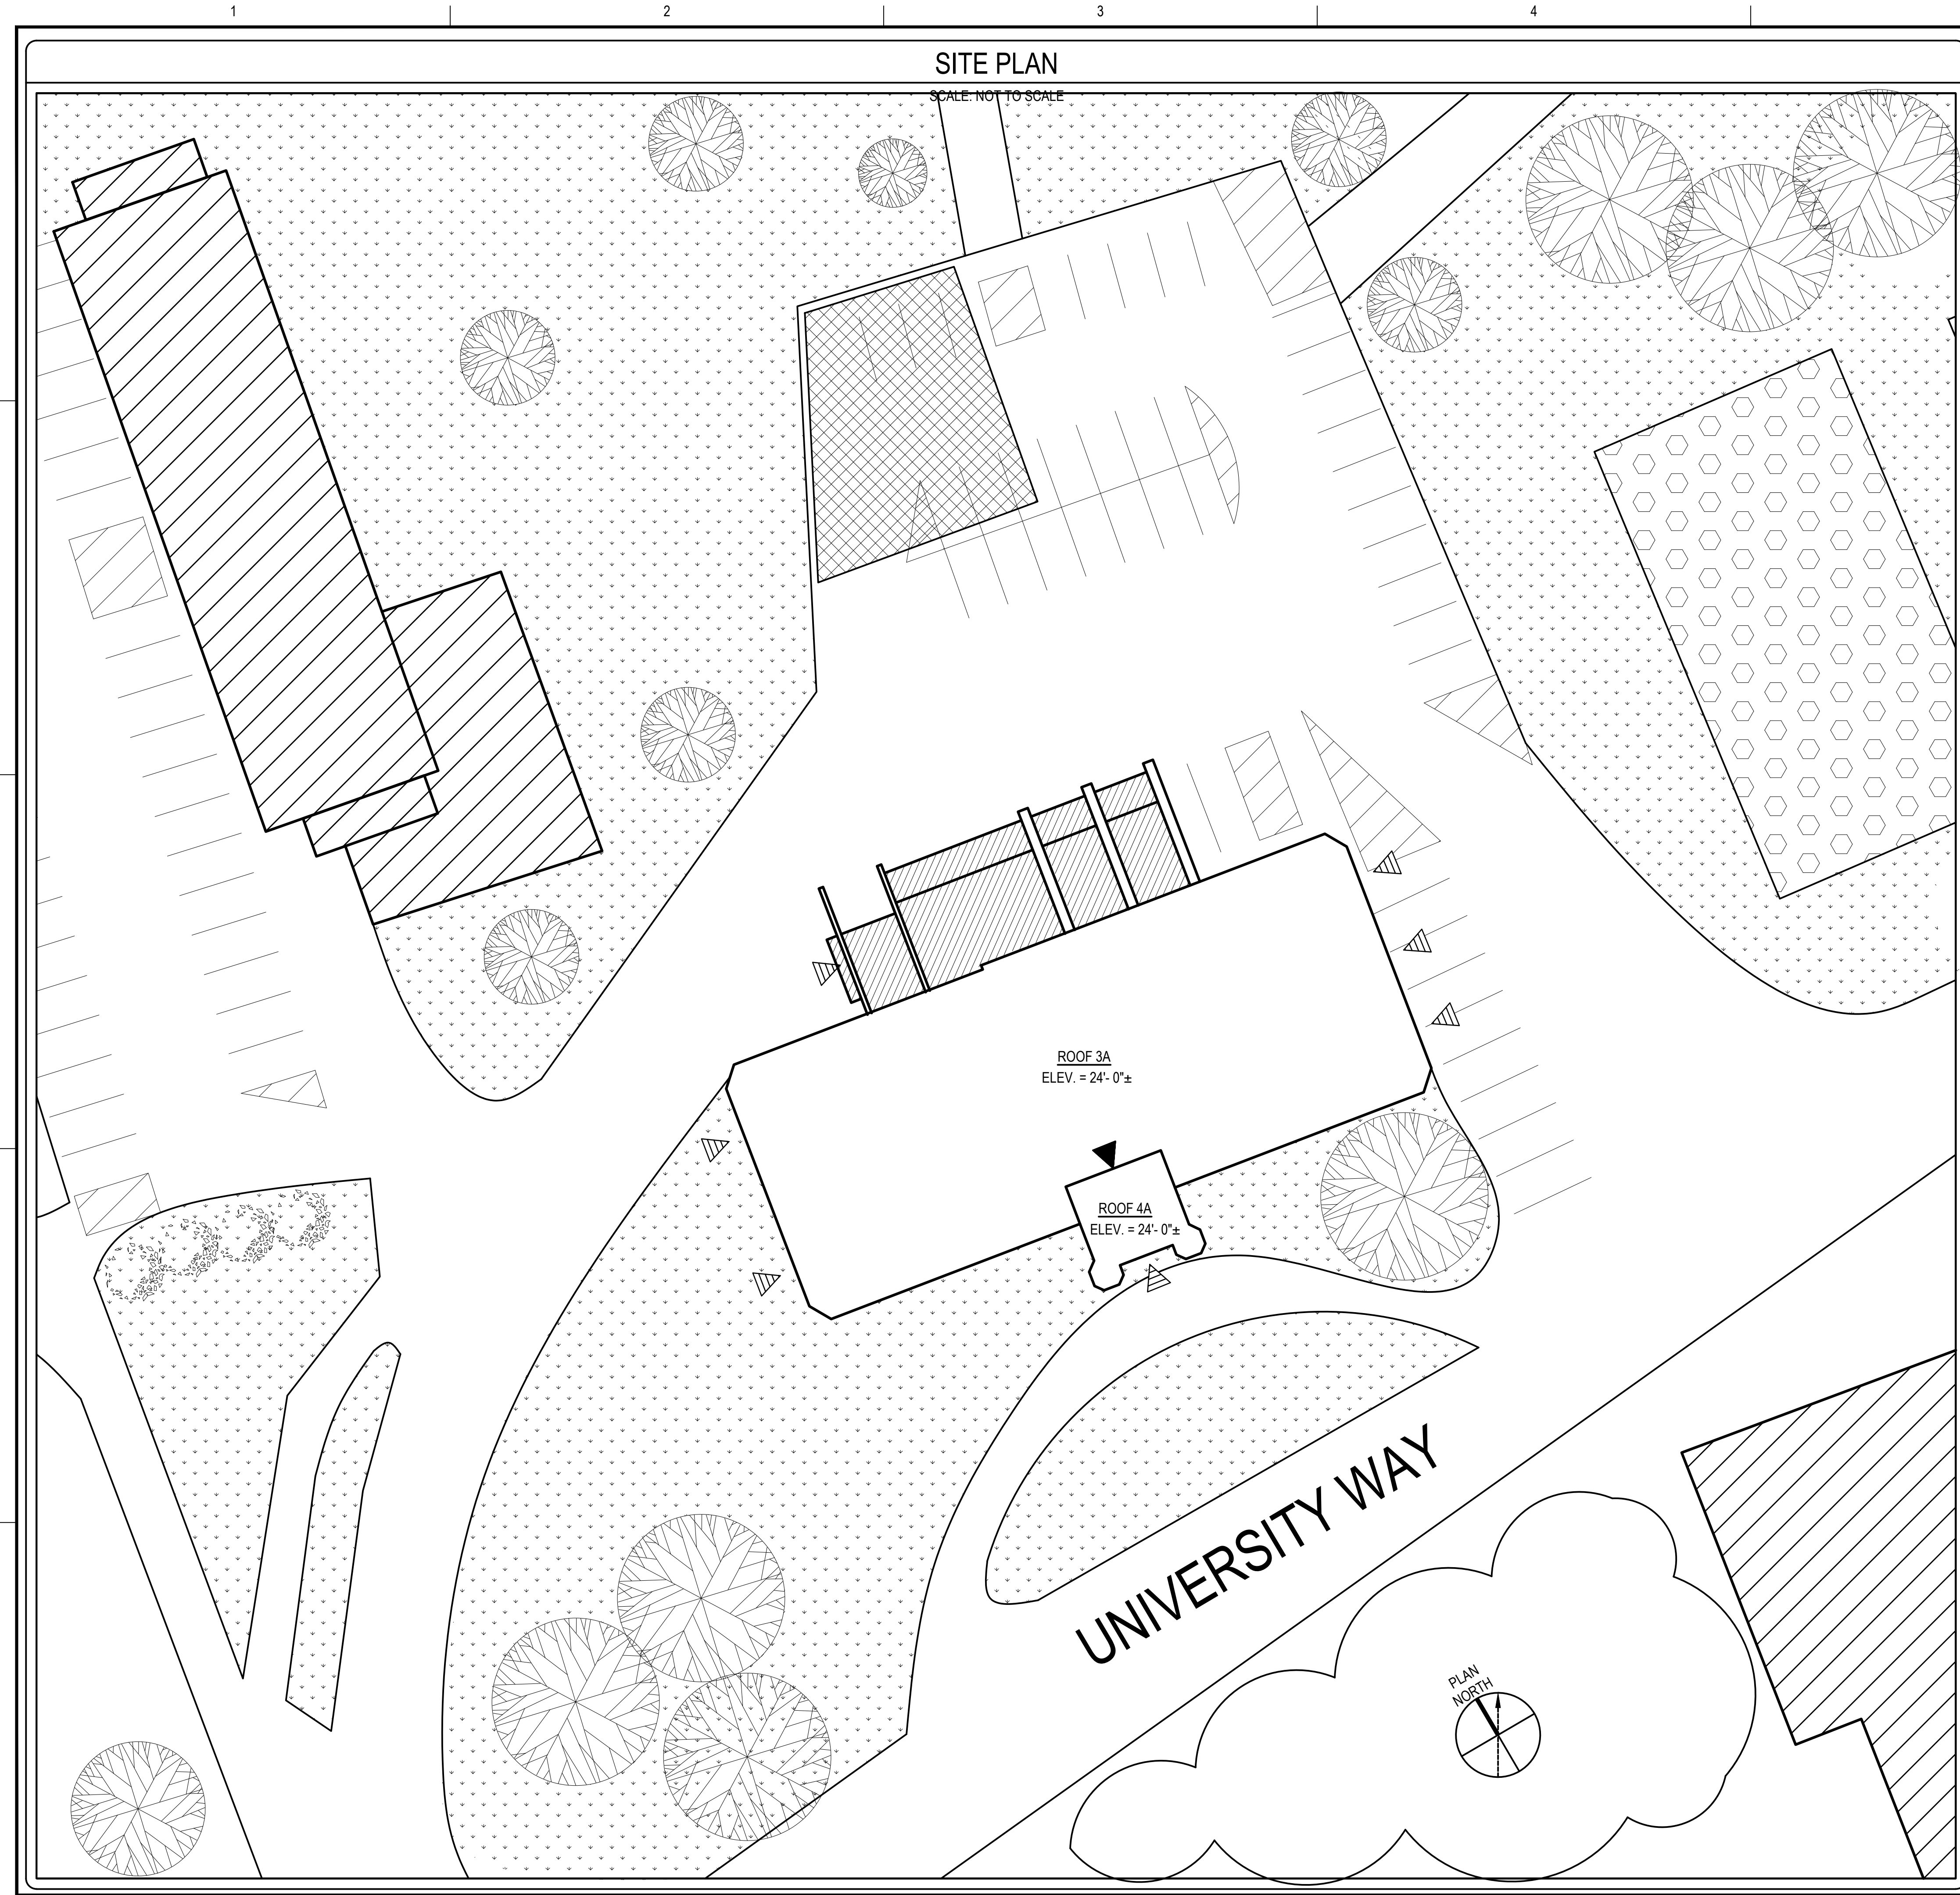 1 2 3 4
SITE PLAN
SCALE: NOT TO SCALE
ROOF 3A
ELEV. = 24'- 0"±
ROOF 4A
ELEV. = 24'- 0"±
UNIVERSITY WAY
PLAN
NORTH